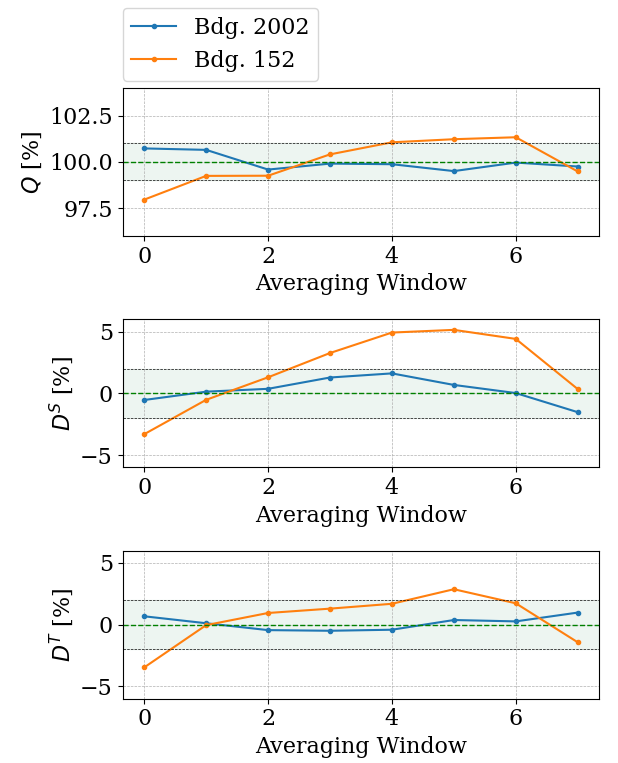 Bdg. 2002
Bdg. 152
102.5
100.0
97.5
Q [%]
0 2 4 6
Averaging Window
5
0
−5
D^S [%]
0 2 4 6
Averaging Window
5
0
−5
D^T [%]
0 2 4 6
Averaging Window